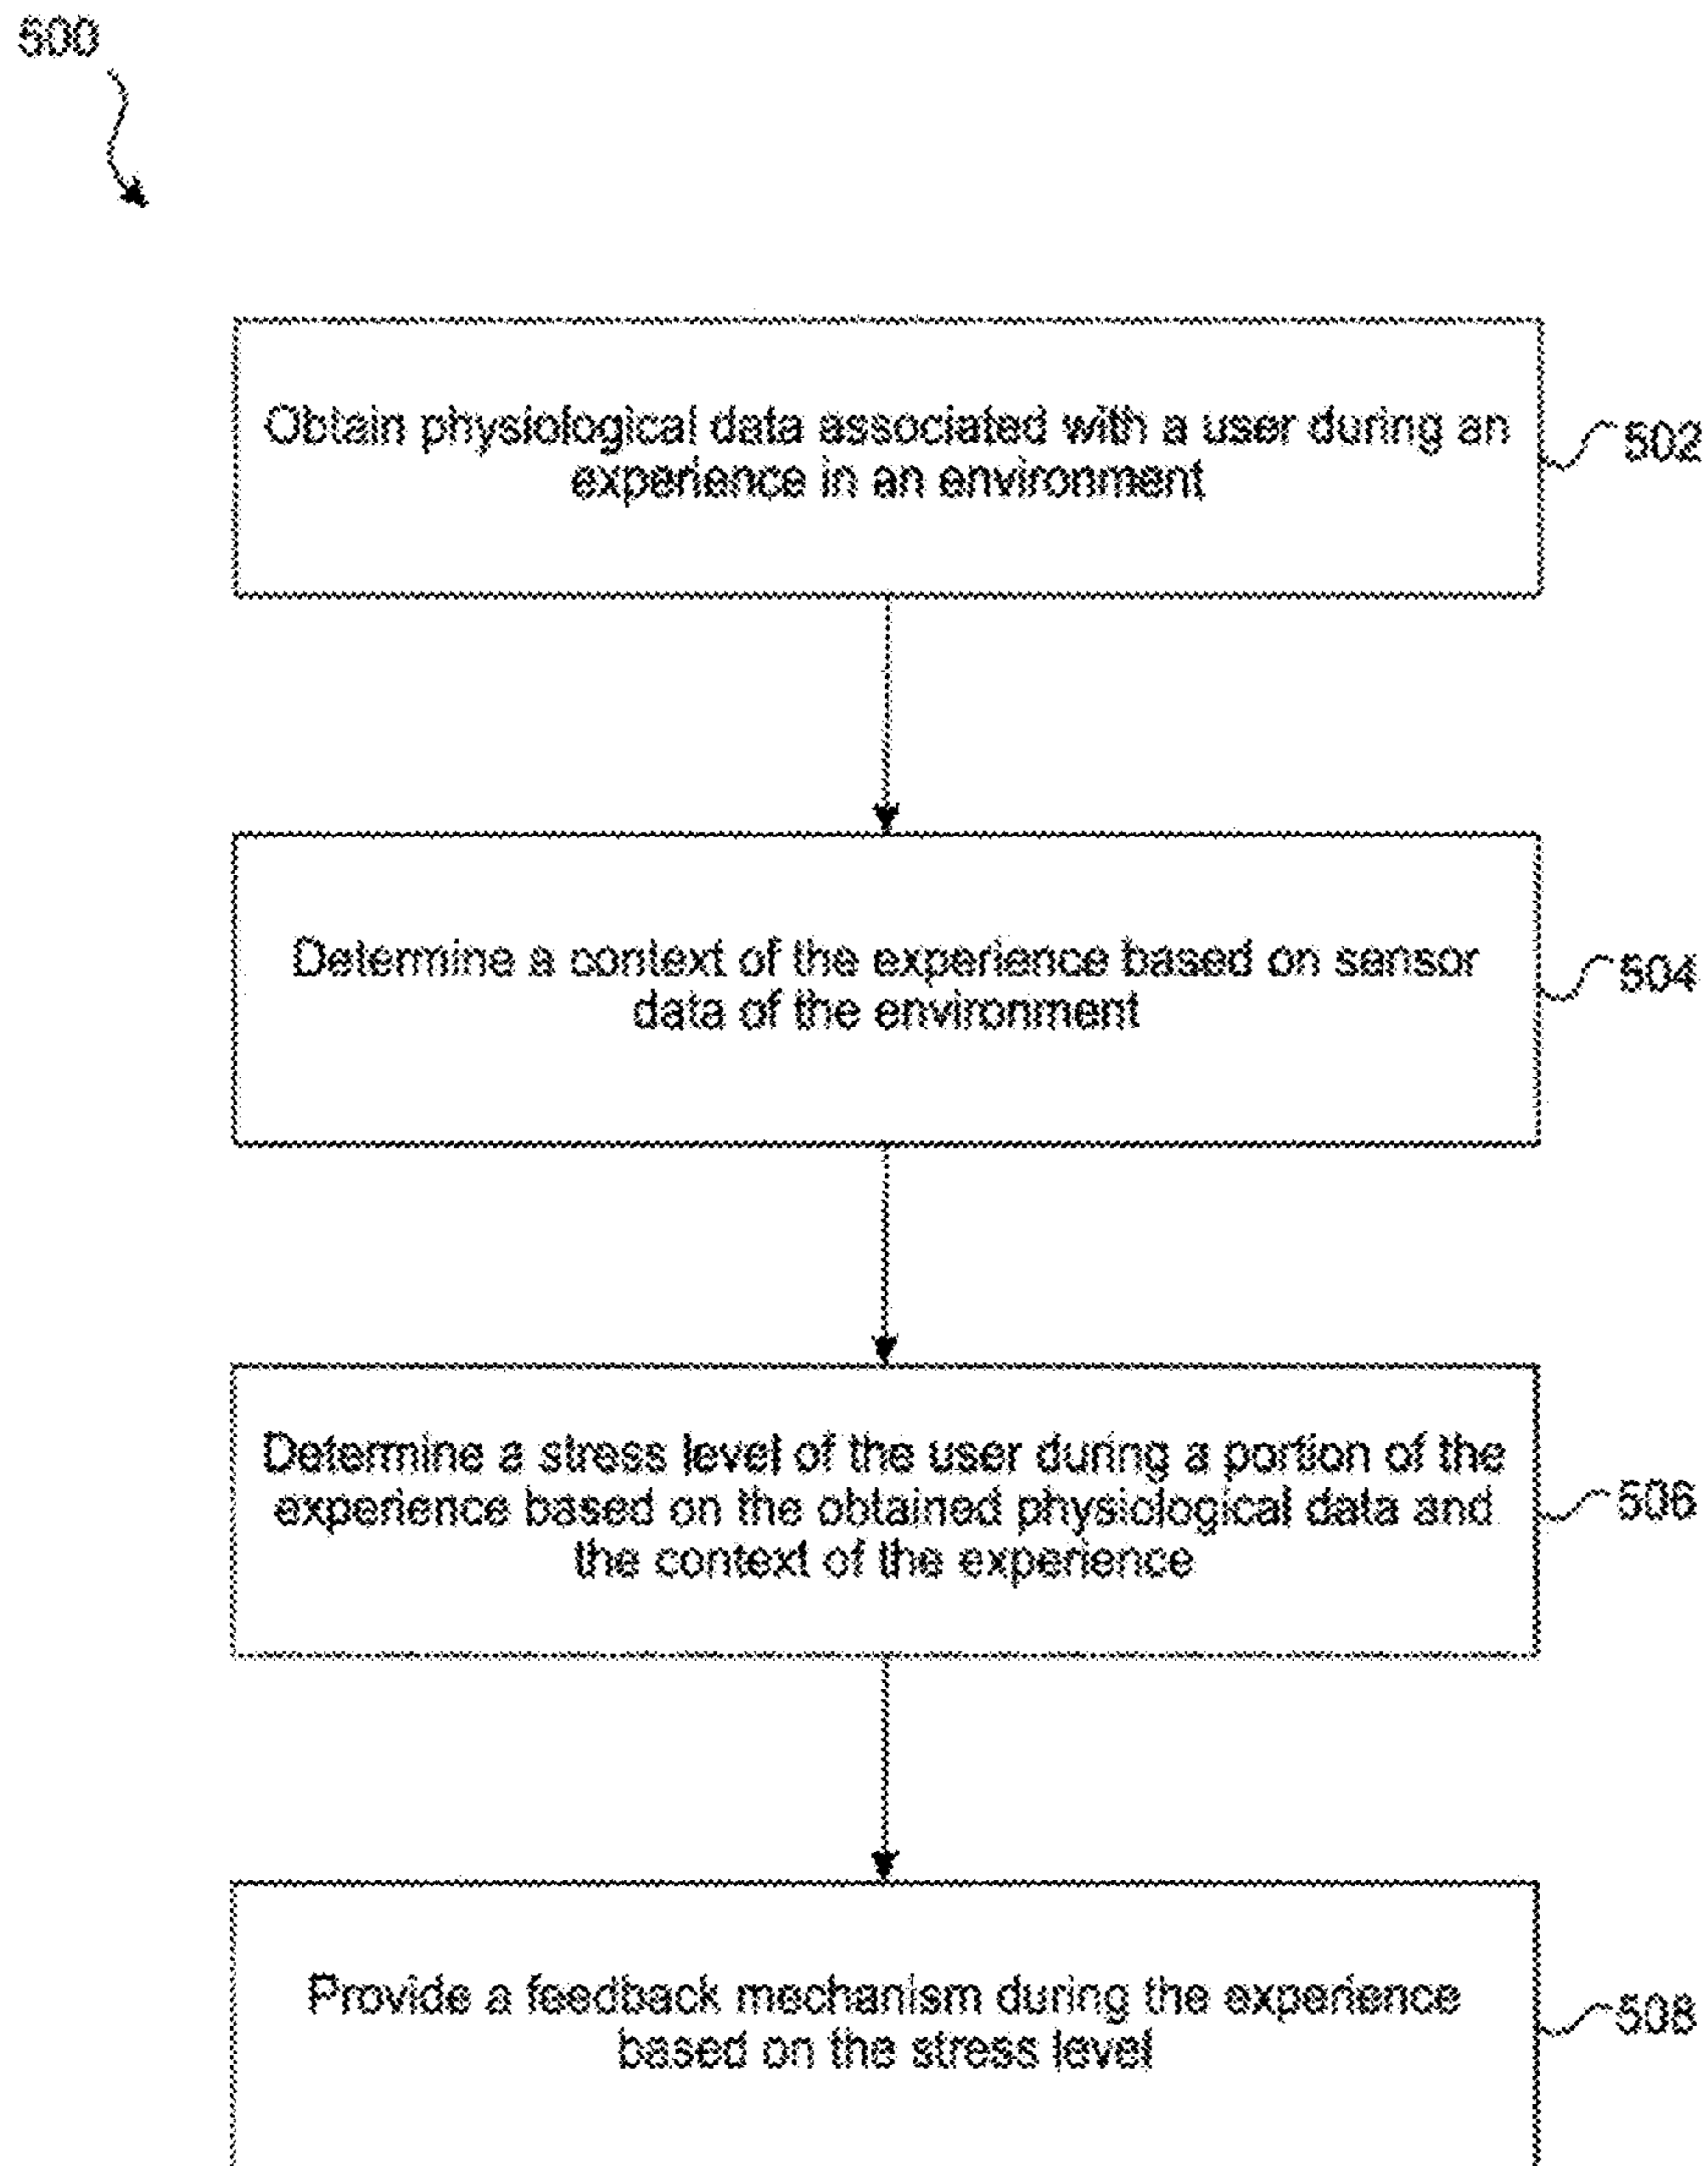 500
Obtain physiological data associated with a user during an
experience in an environment
502
Determine a context of the experience based on sensor
data of the environment
504
Determine a stress level of the user during a portion of the
experience based on the obtained physiological data and
the context of the experience
506
Provide a feedback mechanism during the experience
based on the stress level
508